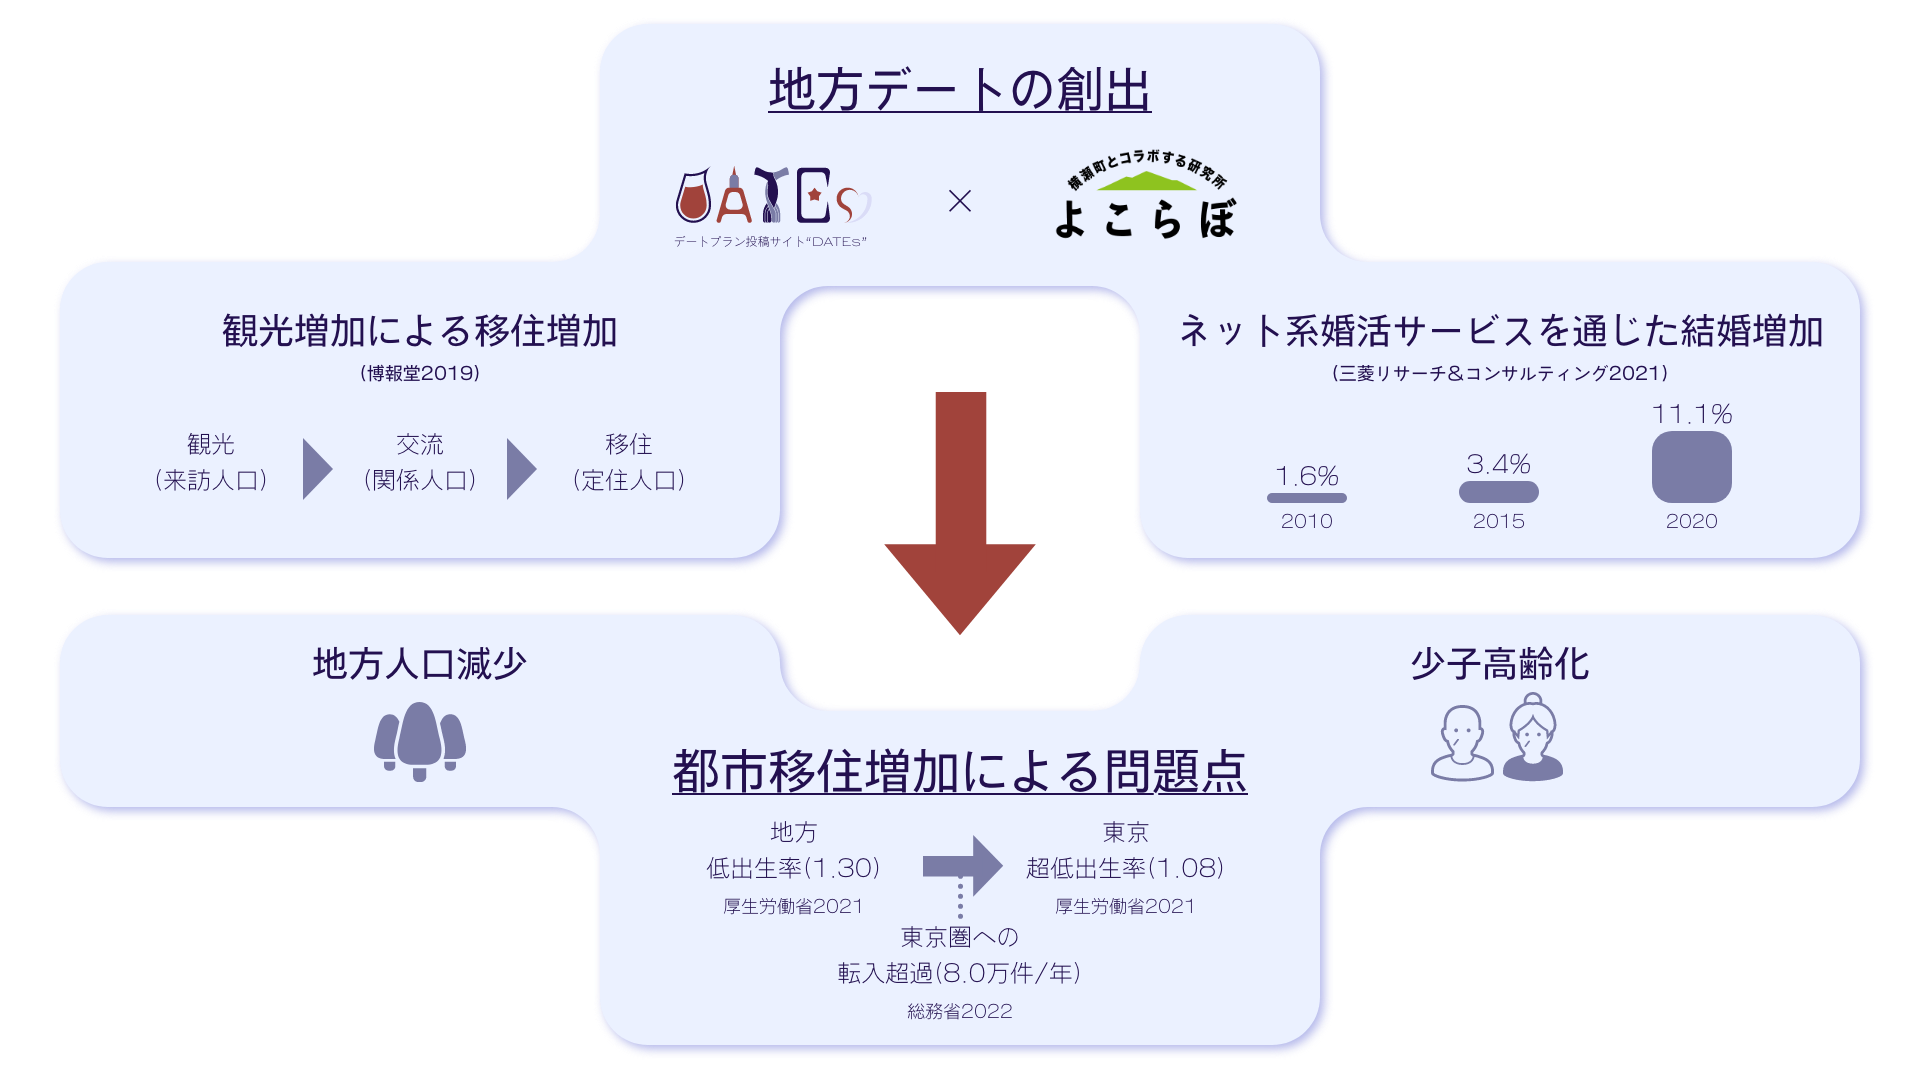 地方デートの創出
DATEs
デートプラン投稿サイト“DATEs”
×
横瀬町とコラボする研究所
よこらぼ
観光増加による移住増加
(博報堂2019)
観光
(来訪人口)
交流
(関係人口)
移住
(定住人口)
ネット系婚活サービスを通じた結婚増加
(三菱リサーチ&コンサルティング2021)
1.6%
2010
3.4%
2015
11.1%
2020
地方人口減少
少子高齢化
都市移住増加による問題点
地方
低出生率(1.30)
厚生労働省2021
東京
超低出生率(1.08)
厚生労働省2021
東京圏への
転入超過(8.0万件/年)
総務省2022